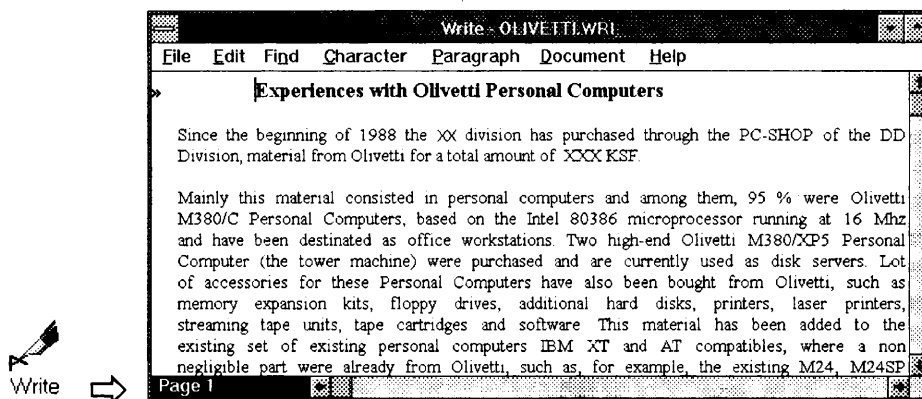 Write - OLIVETTI.WRI
File Edit Find Character Paragraph Document Help
» Experiences with Olivetti Personal Computers
Since the beginning of 1988 the XX division has purchased through the PC-SHOP of the DD
Division, material from Olivetti for a total amount of XXX KSF.
Mainly this material consisted in personal computers and among them, 95 % were Olivetti
M380/C Personal Computers, based on the Intel 80386 microprocessor running at 16 Mhz
and have been destinated as office workstations. Two high-end Olivetti M380/XP5 Personal
Computer (the tower machine) were purchased and are currently used as disk servers. Lot
of accessories for these Personal Computers have also been bought from Olivetti, such as
memory expansion kits, floppy drives, additional hard disks, printers, laser printers,
streaming tape units, tape cartridges and software This material has been added to the
existing set of existing personal computers IBM XT and AT compatibles, where a non
negligible part were already from Olivetti, such as, for example, the existing M24, M24SP
Page 1
Write